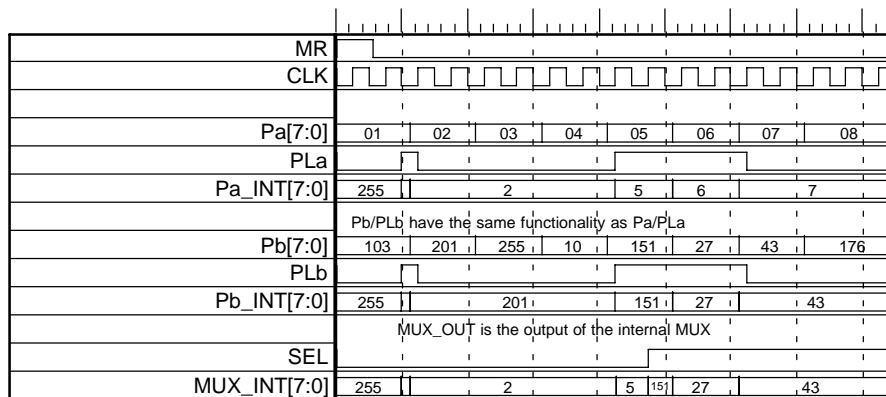 MR
CLK
Pa[7:0] 01 02 03 04 05 06 07 08
PLa
Pa_INT[7:0] 255 2 5 6 7
Pb/PLb have the same functionality as Pa/PLa
Pb[7:0] 103 201 255 10 151 27 43 176
PLb
Pb_INT[7:0] 255 201 151 27 43
MUX_OUT is the output of the internal MUX
SEL
MUX_INT[7:0] 255 2 5 151 27 43